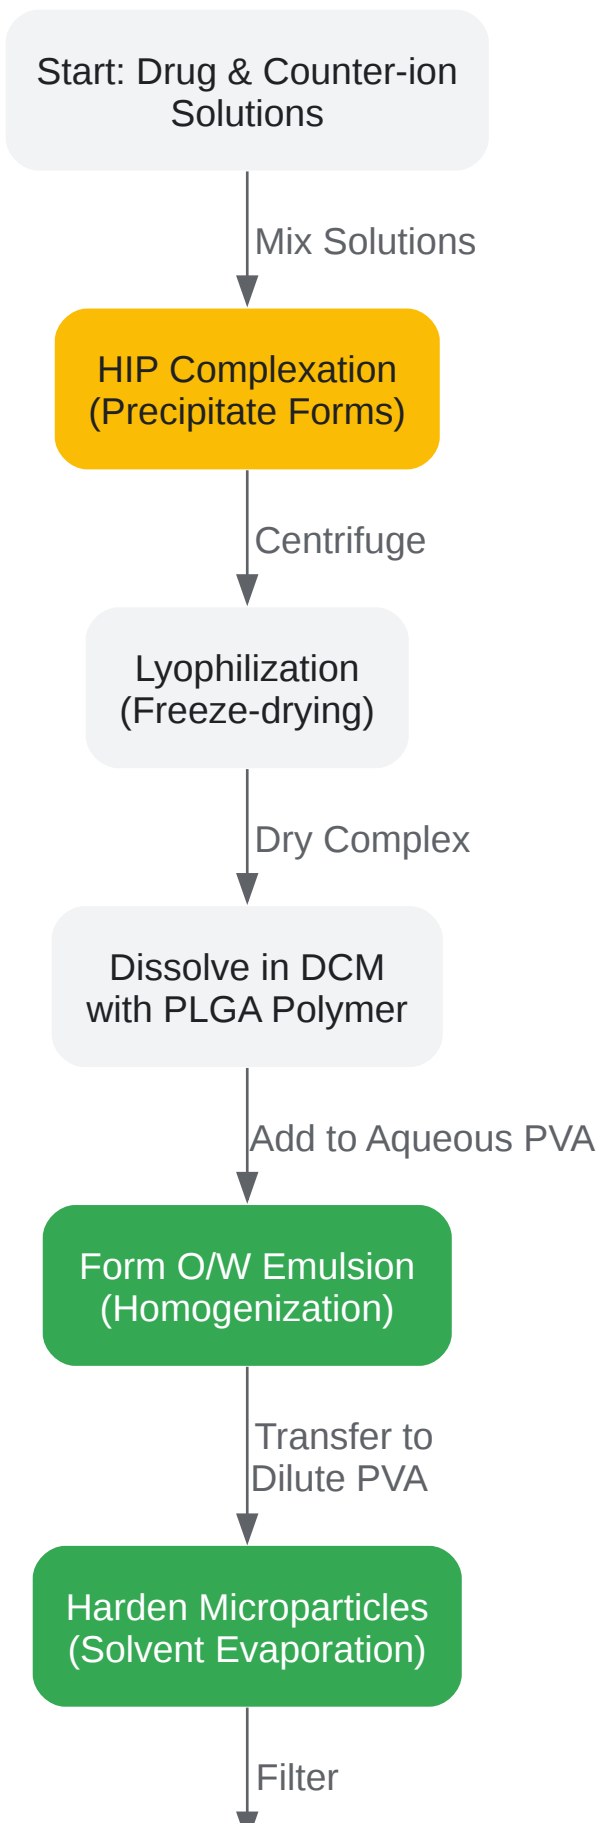 Start: Drug & Counter-ion
Solutions
Mix Solutions
HIP Complexation
(Precipitate Forms)
Centrifuge
Lyophilization
(Freeze-drying)
Dry Complex
Dissolve in DCM
with PLGA Polymer
Add to Aqueous PVA
Form O/W Emulsion
(Homogenization)
Transfer to
Dilute PVA
Harden Microparticles
(Solvent Evaporation)
Filter